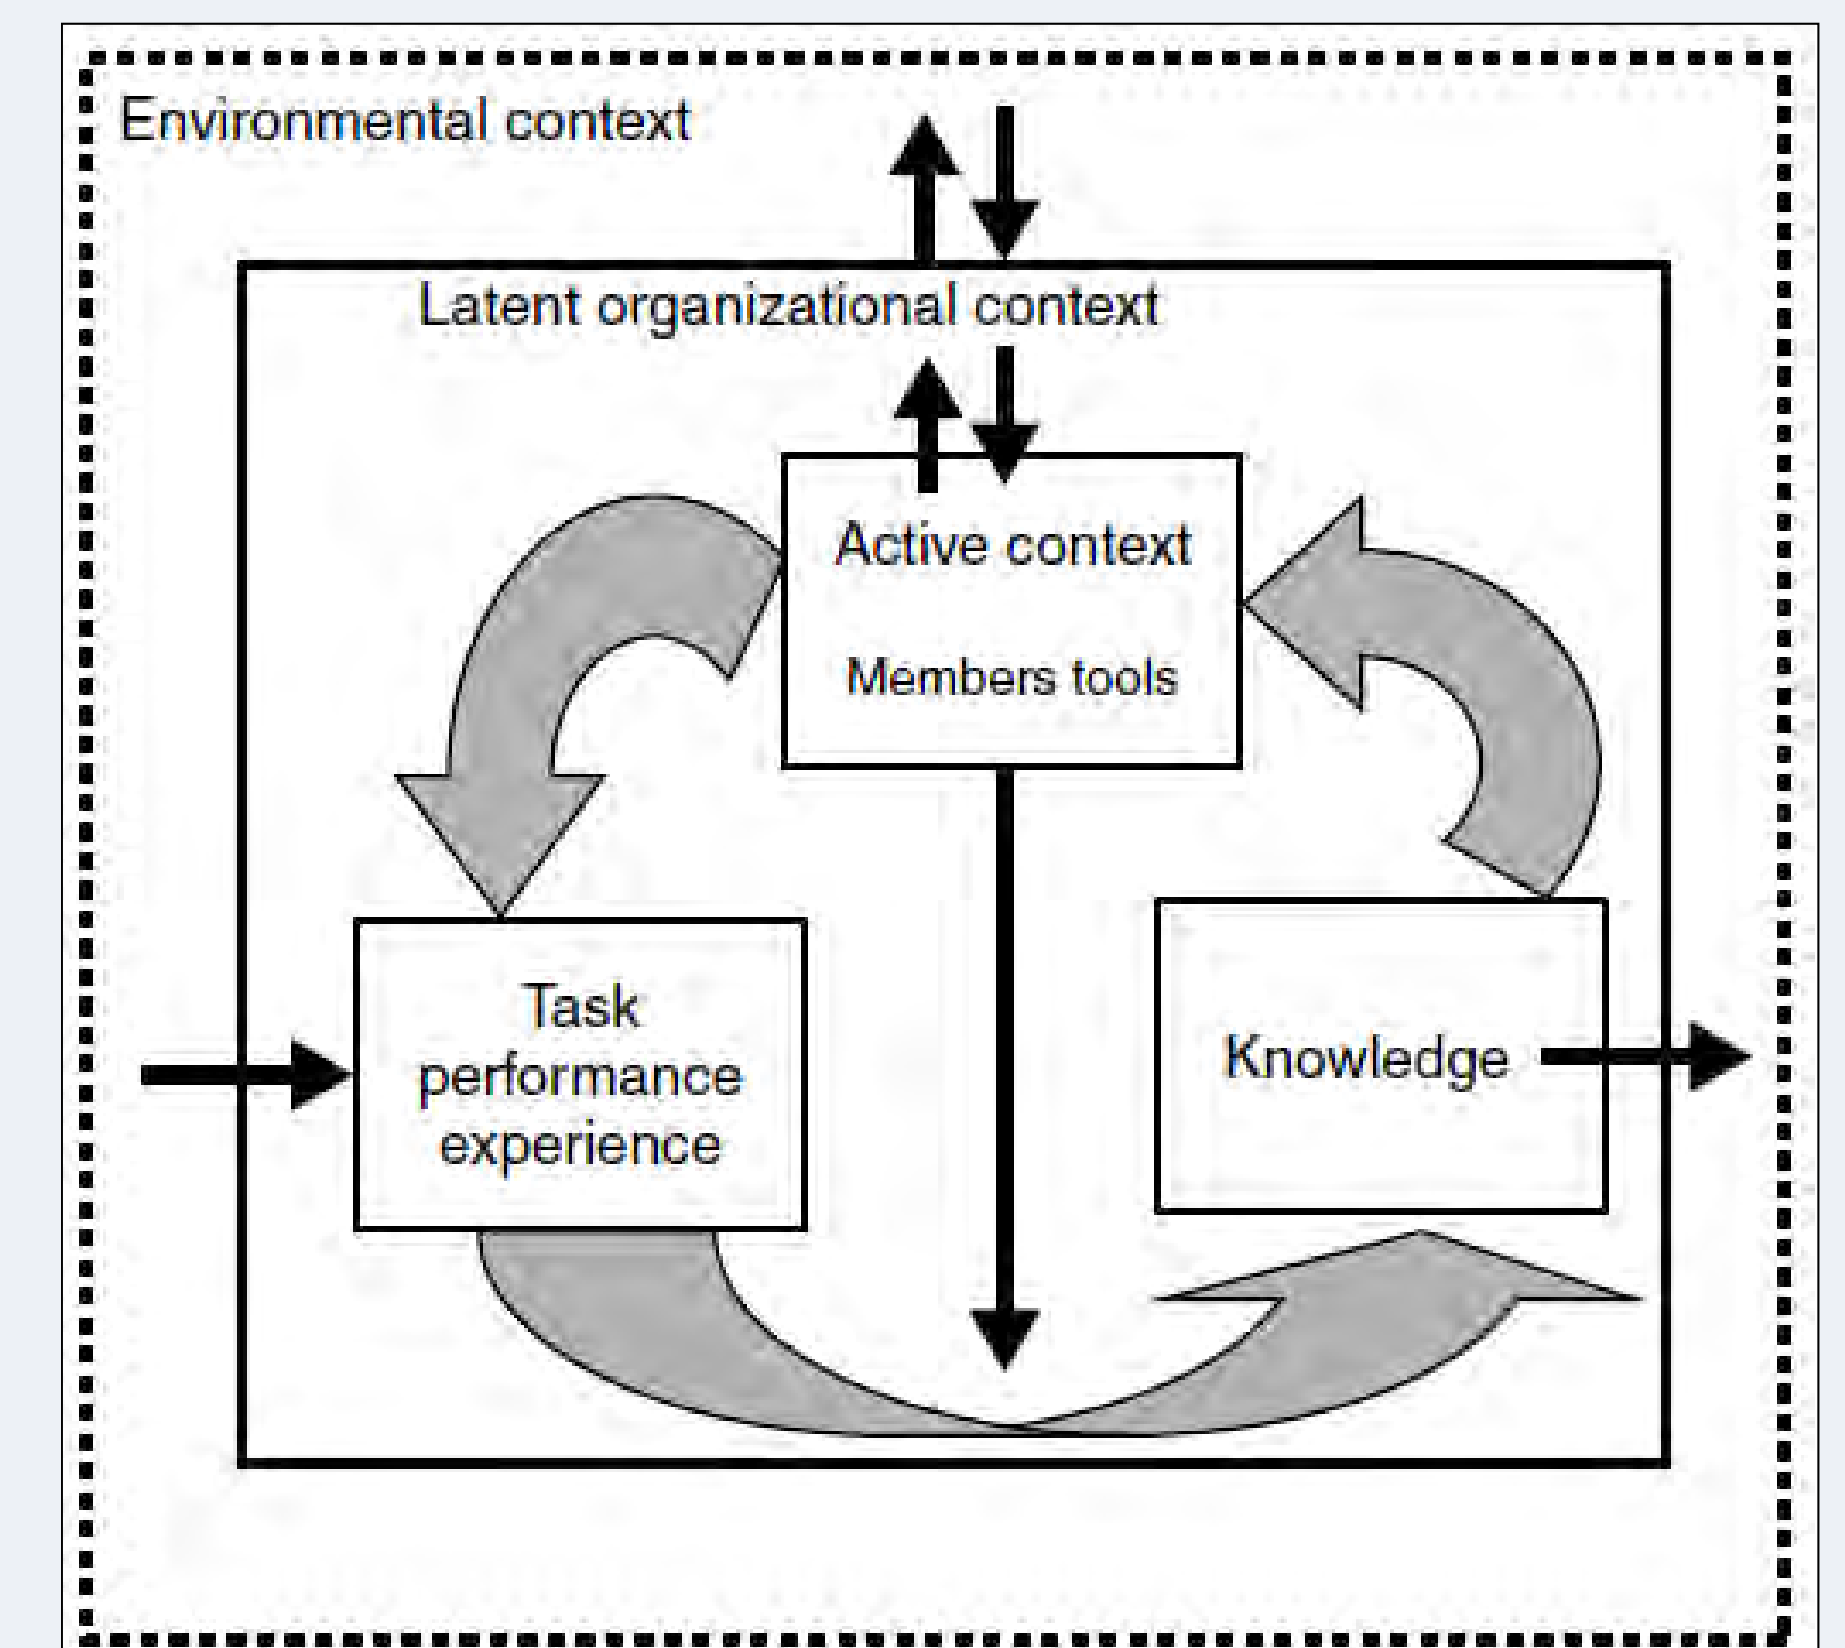 Environmental context
Latent organizational context
Active context
Members tools
Task
performance
experience
Knowledge